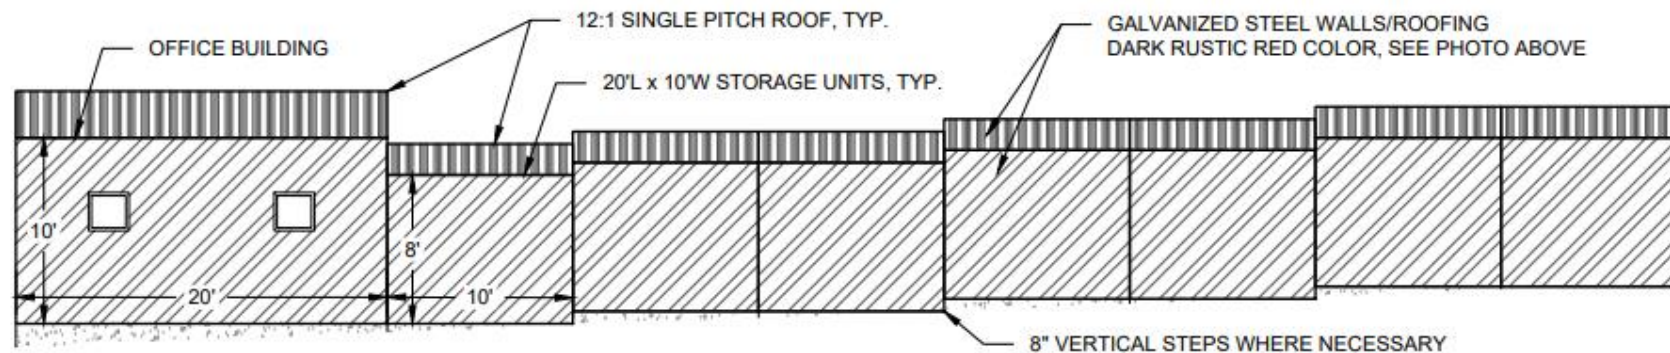 12:1 SINGLE PITCH ROOF, TYP.
GALVANIZED STEEL WALLS/ROOFING
DARK RUSTIC RED COLOR, SEE PHOTO ABOVE
OFFICE BUILDING
20'L x 10'W STORAGE UNITS, TYP.
10'
8'
20'
10'
8" VERTICAL STEPS WHERE NECESSARY